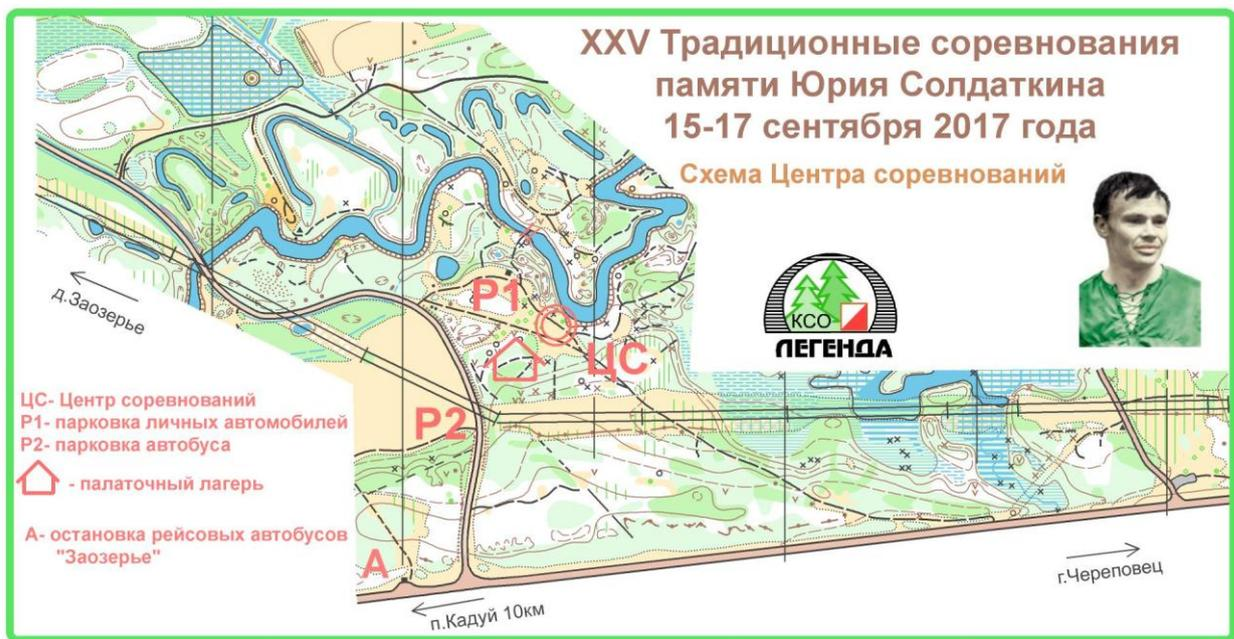 XXV Традиционные соревнования
памяти Юрия Солдаткина
15-17 сентября 2017 года
Схема Центра соревнований
КСО
ЛЕГЕНДА
д.Заозерье
Р1
ЦС
Р2
А
ЦС- Центр соревнований
Р1- парковка личных автомобилей
Р2- парковка автобуса
- палаточный лагерь
А- остановка рейсовых автобусов
"Заозерье"
п.Кадуй 10км
г.Череповец